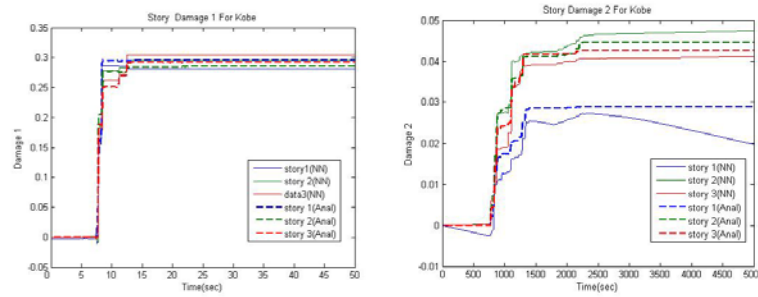 Story Damage 1 For Kobe
0.35
0.3
0.25
0.2
0.15
0.1
0.05
0
-0.05
Damage 1
story1(NN)
story 2(NN)
data3(NN)
story 1(Anal)
story 2(Anal)
story 3(Anal)
0 5 10 15 20 25 30 35 40 45 50
Time(sec)
Story Damage 2 For Kobe
0.05
0.04
0.03
0.02
0.01
0
-0.01
Damage 2
story 1(NN)
story 2(NN)
story 3(NN)
story 1(Anal)
story 2(Anal)
story 3(Anal)
0 500 1000 1500 2000 2500 3000 3500 4000 4500 5000
Time(sec)